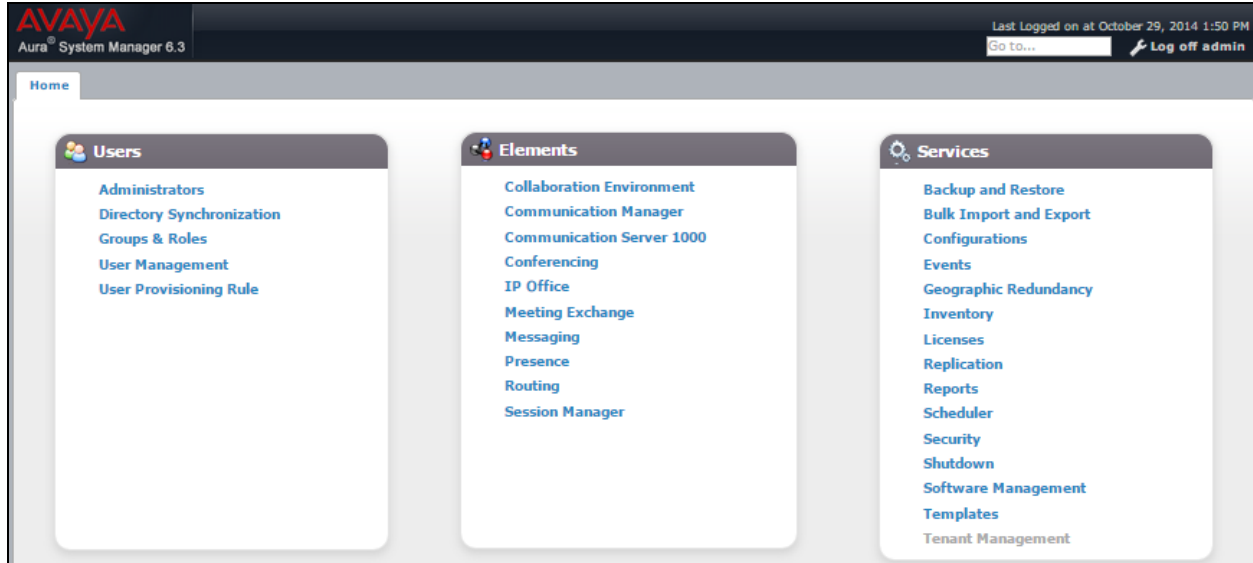 AVAYA
Aura® System Manager 6.3
Last Logged on at October 29, 2014 1:50 PM
Go to...
Log off admin
Home
Users
Administrators
Directory Synchronization
Groups & Roles
User Management
User Provisioning Rule
Elements
Collaboration Environment
Communication Manager
Communication Server 1000
Conferencing
IP Office
Meeting Exchange
Messaging
Presence
Routing
Session Manager
Services
Backup and Restore
Bulk Import and Export
Configurations
Events
Geographic Redundancy
Inventory
Licenses
Replication
Reports
Scheduler
Security
Shutdown
Software Management
Templates
Tenant Management